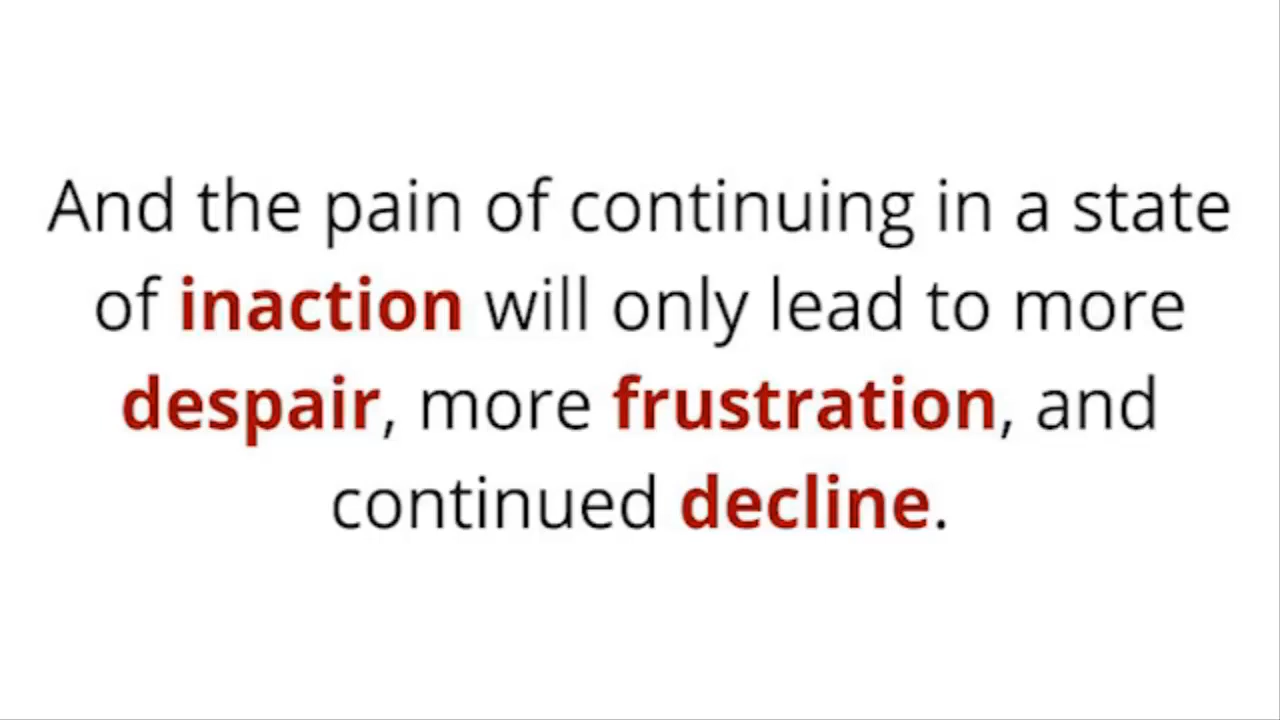 And the pain of continuing in a state
of inaction will only lead to more
despair, more frustration, and
continued decline.